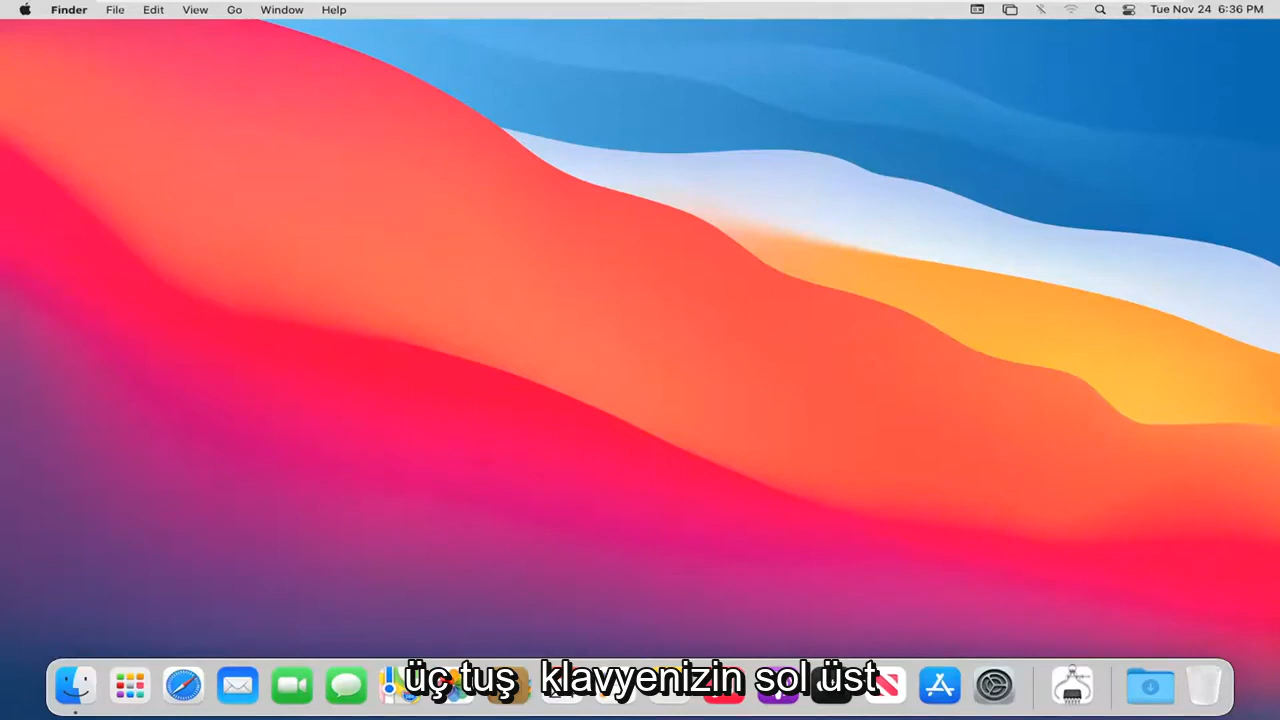 Finder File Edit View Go Window Help Tue Nov 24 6:36 PM
üç tuş klavyenizin sol üst